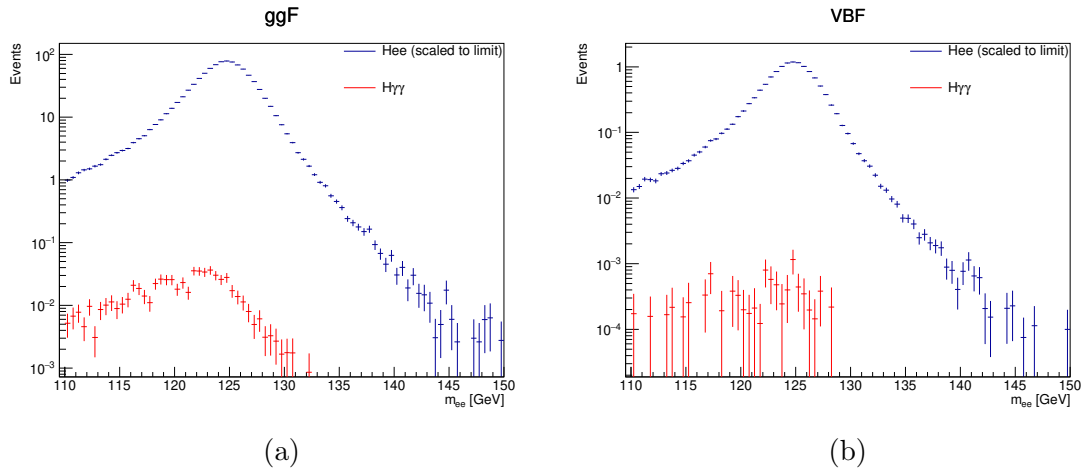 ggF
Events
10²
10
1
10⁻¹
10⁻²
10⁻³
Hee (scaled to limit)
Hγγ
110 115 120 125 130 135 140 145 150
mₑₑ [GeV]
(a)
VBF
Events
1
10⁻¹
10⁻²
10⁻³
10⁻⁴
Hee (scaled to limit)
Hγγ
110 115 120 125 130 135 140 145 150
mₑₑ [GeV]
(b)